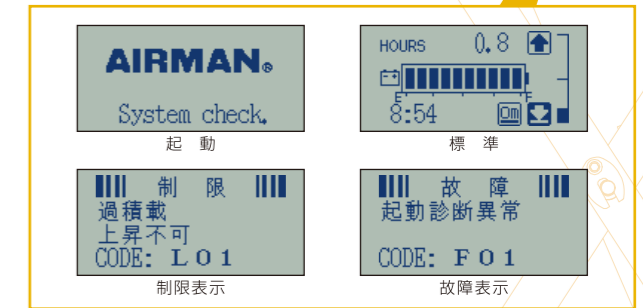 AIRMAN®
System check.
起動
HOURS 0.8
E F
8:54 0m
標準
制限
過積載
上昇不可
CODE: L01
制限表示
故障
起動診断異常
CODE: F01
故障表示